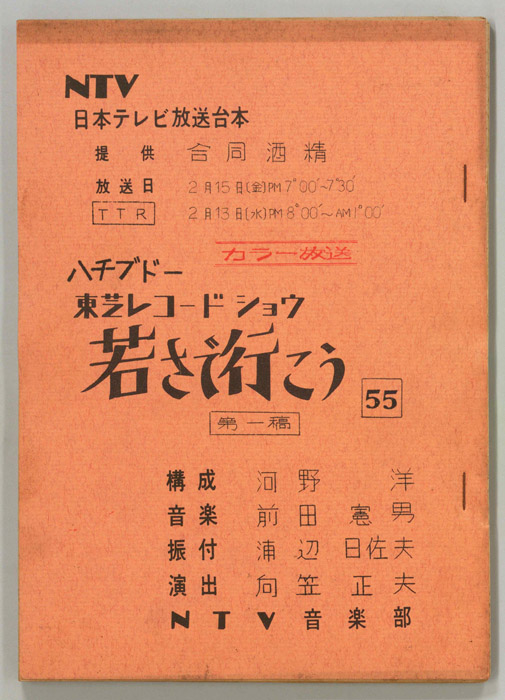 NTV
日本テレビ放送台本
提供 合同酒精
放送日 2月15日(金)PM7°00′~7°30′
TTR 2月13日(水)PM8°00′~AM1°00′
カラー放送
ハチブドー
東芝レコードショウ
若さで行こう 55
第一稿
構成 河野 洋
音楽 前田憲男
振付 浦辺日佐夫
演出 向笠正夫
NTV音楽部